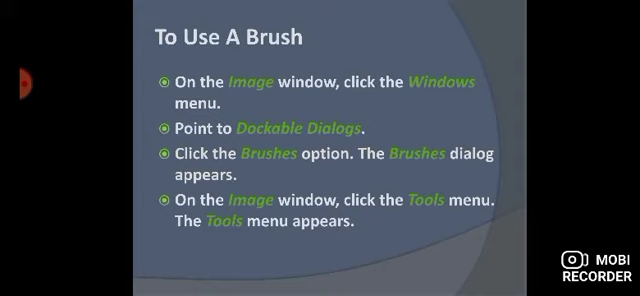 To Use A Brush
On the Image window, click the Windows
menu.
Point to Dockable Dialogs.
Click the Brushes option. The Brushes dialog
appears.
On the Image window, click the Tools menu.
The Tools menu appears.
MOBI
RECORDER